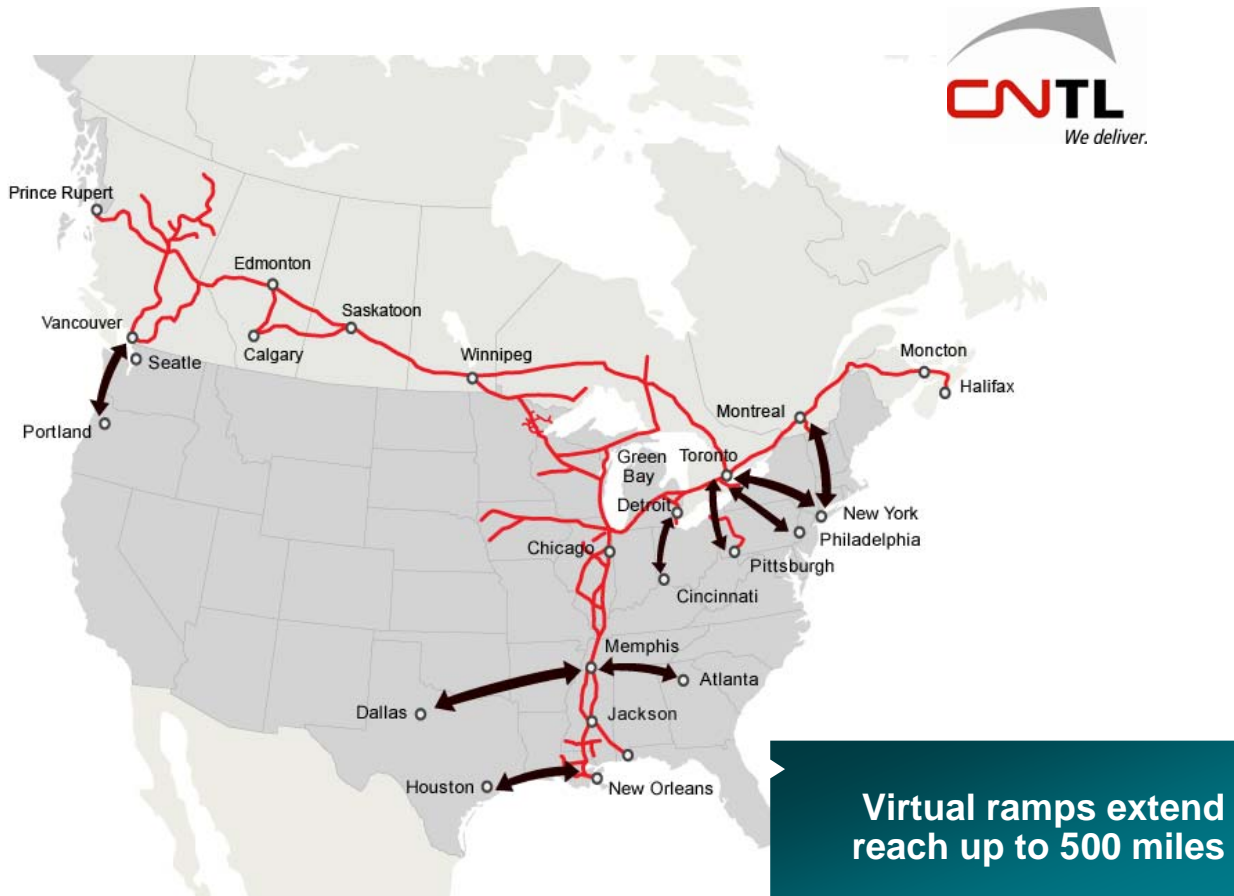 CNTL
We deliver.
Prince Rupert
Edmonton
Saskatoon
Vancouver
Seatle
Calgary
Winnipeg
Moncton
Halifax
Portland
Montreal
Green
Bay
Toronto
Detroit
New York
Philadelphia
Chicago
Pittsburgh
Cincinnati
Memphis
Atlanta
Dallas
Jackson
Houston
New Orleans
Virtual ramps extend
reach up to 500 miles